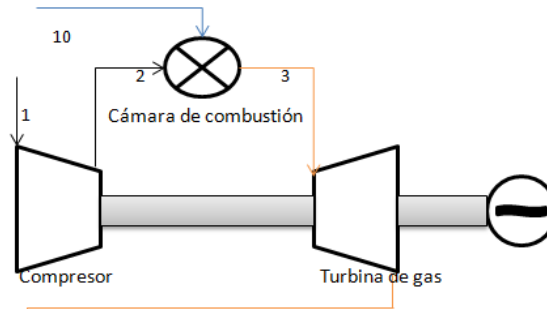 10
2
3
Cámara de combustión
1
Compresor
Turbina de gas